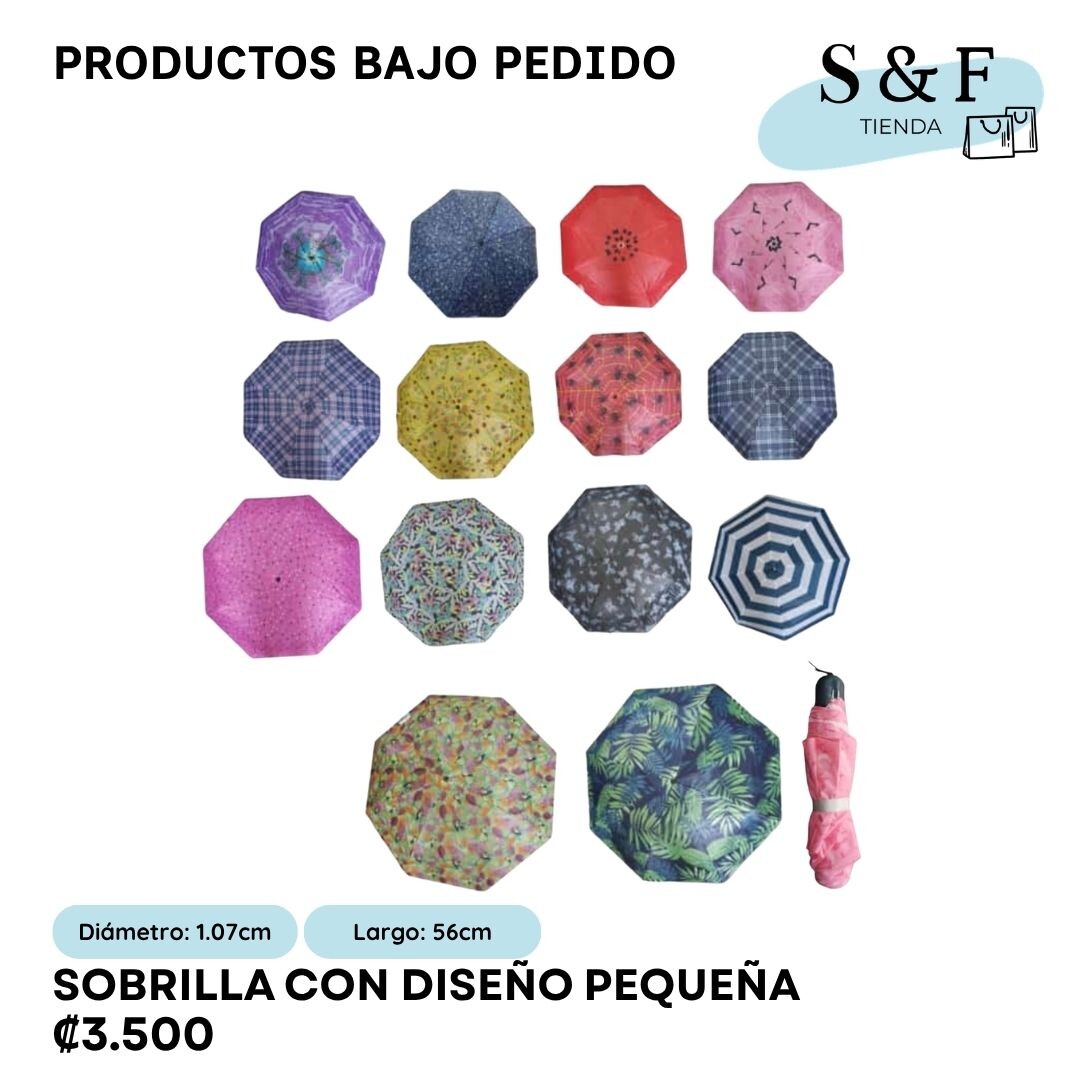 PRODUCTOS BAJO PEDIDO
S & F
TIENDA
Diámetro: 1.07cm
Largo: 56cm
SOBRILLA CON DISEÑO PEQUEÑA
₡3.500